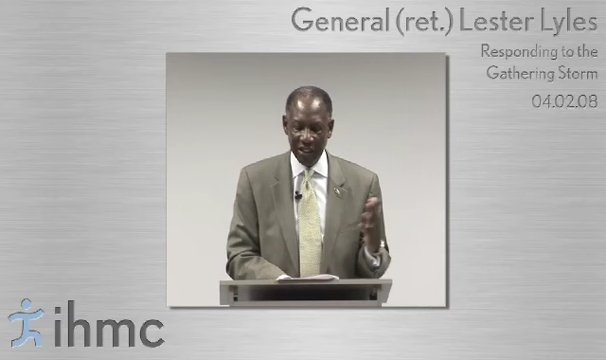 General (ret.) Lester Lyles
Responding to the
Gathering Storm
04.02.08
ihmc